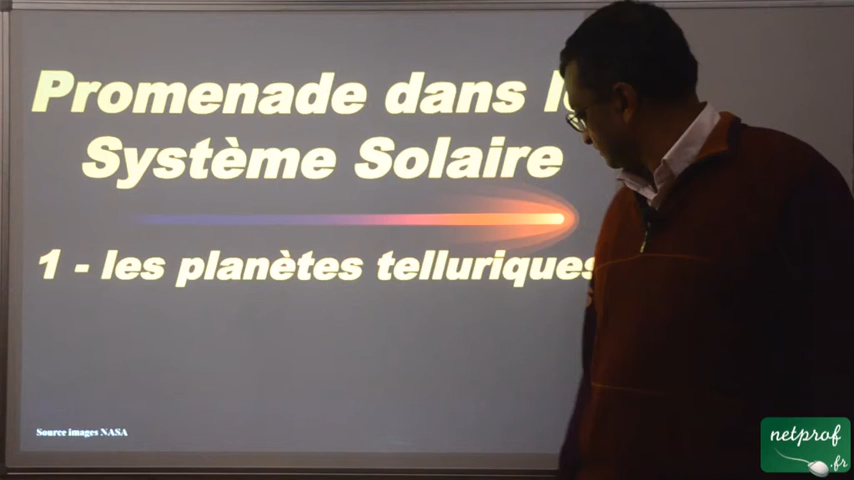 Promenade dans l
Système Solaire
1 - les planètes telluriques
Source images NASA
netprof
.fr